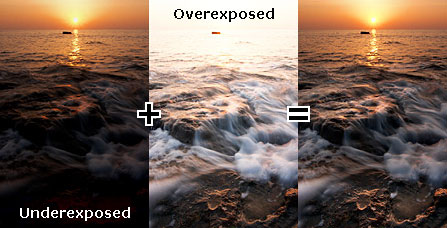 Overexposed
+
=
Underexposed